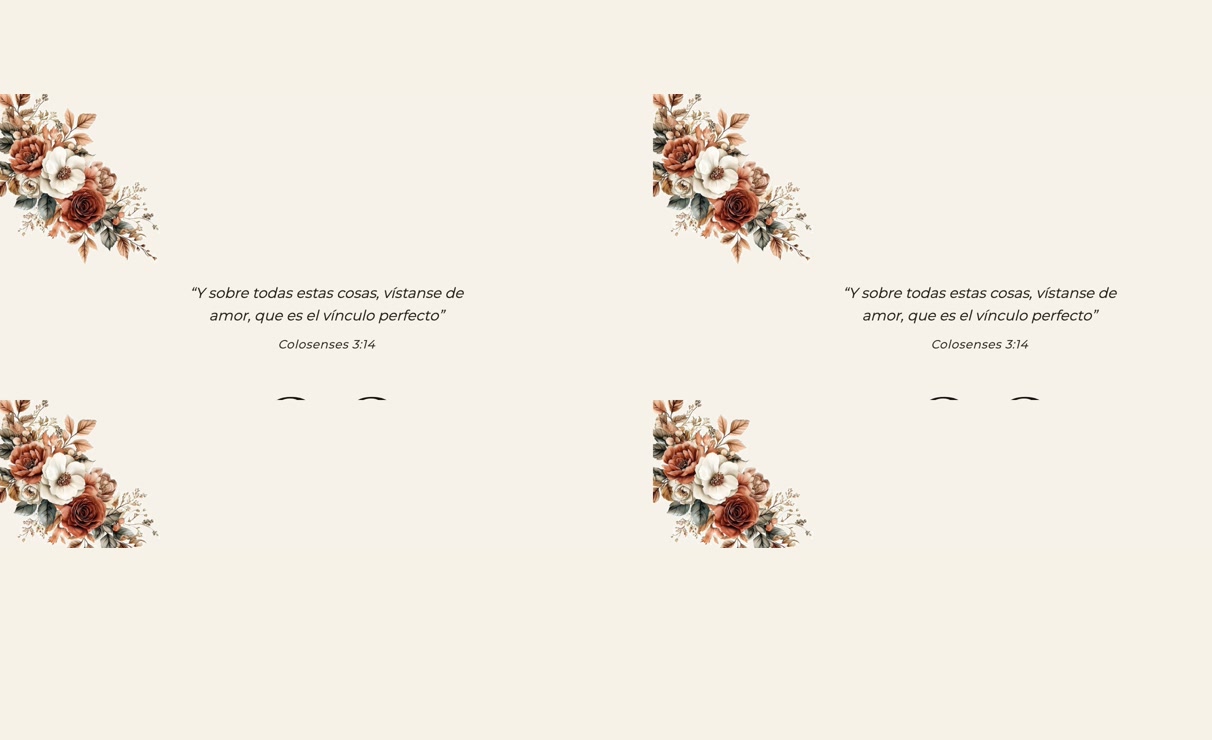 “Y sobre todas estas cosas, vístanse de
amor, que es el vínculo perfecto”
Colosenses 3:14
“Y sobre todas estas cosas, vístanse de
amor, que es el vínculo perfecto”
Colosenses 3:14